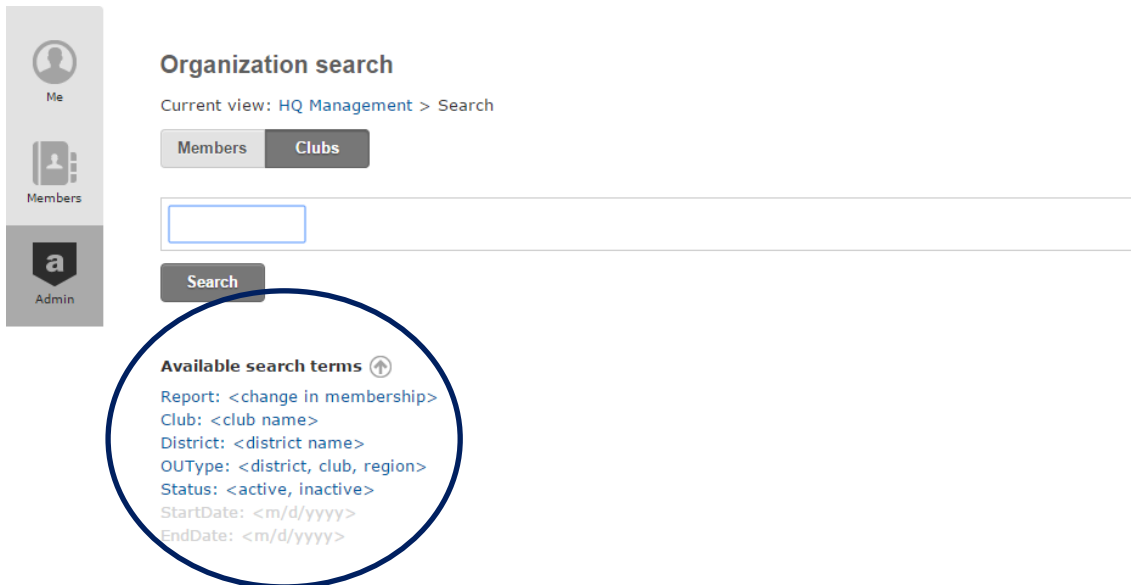 Me
Members
a
Admin
Organization search
Current view: HQ Management > Search
Members Clubs
Search
Available search terms
Report: <change in membership>
Club: <club name>
District: <district name>
OUType: <district, club, region>
Status: <active, inactive>
StartDate: <m/d/yyyy>
EndDate: <m/d/yyyy>